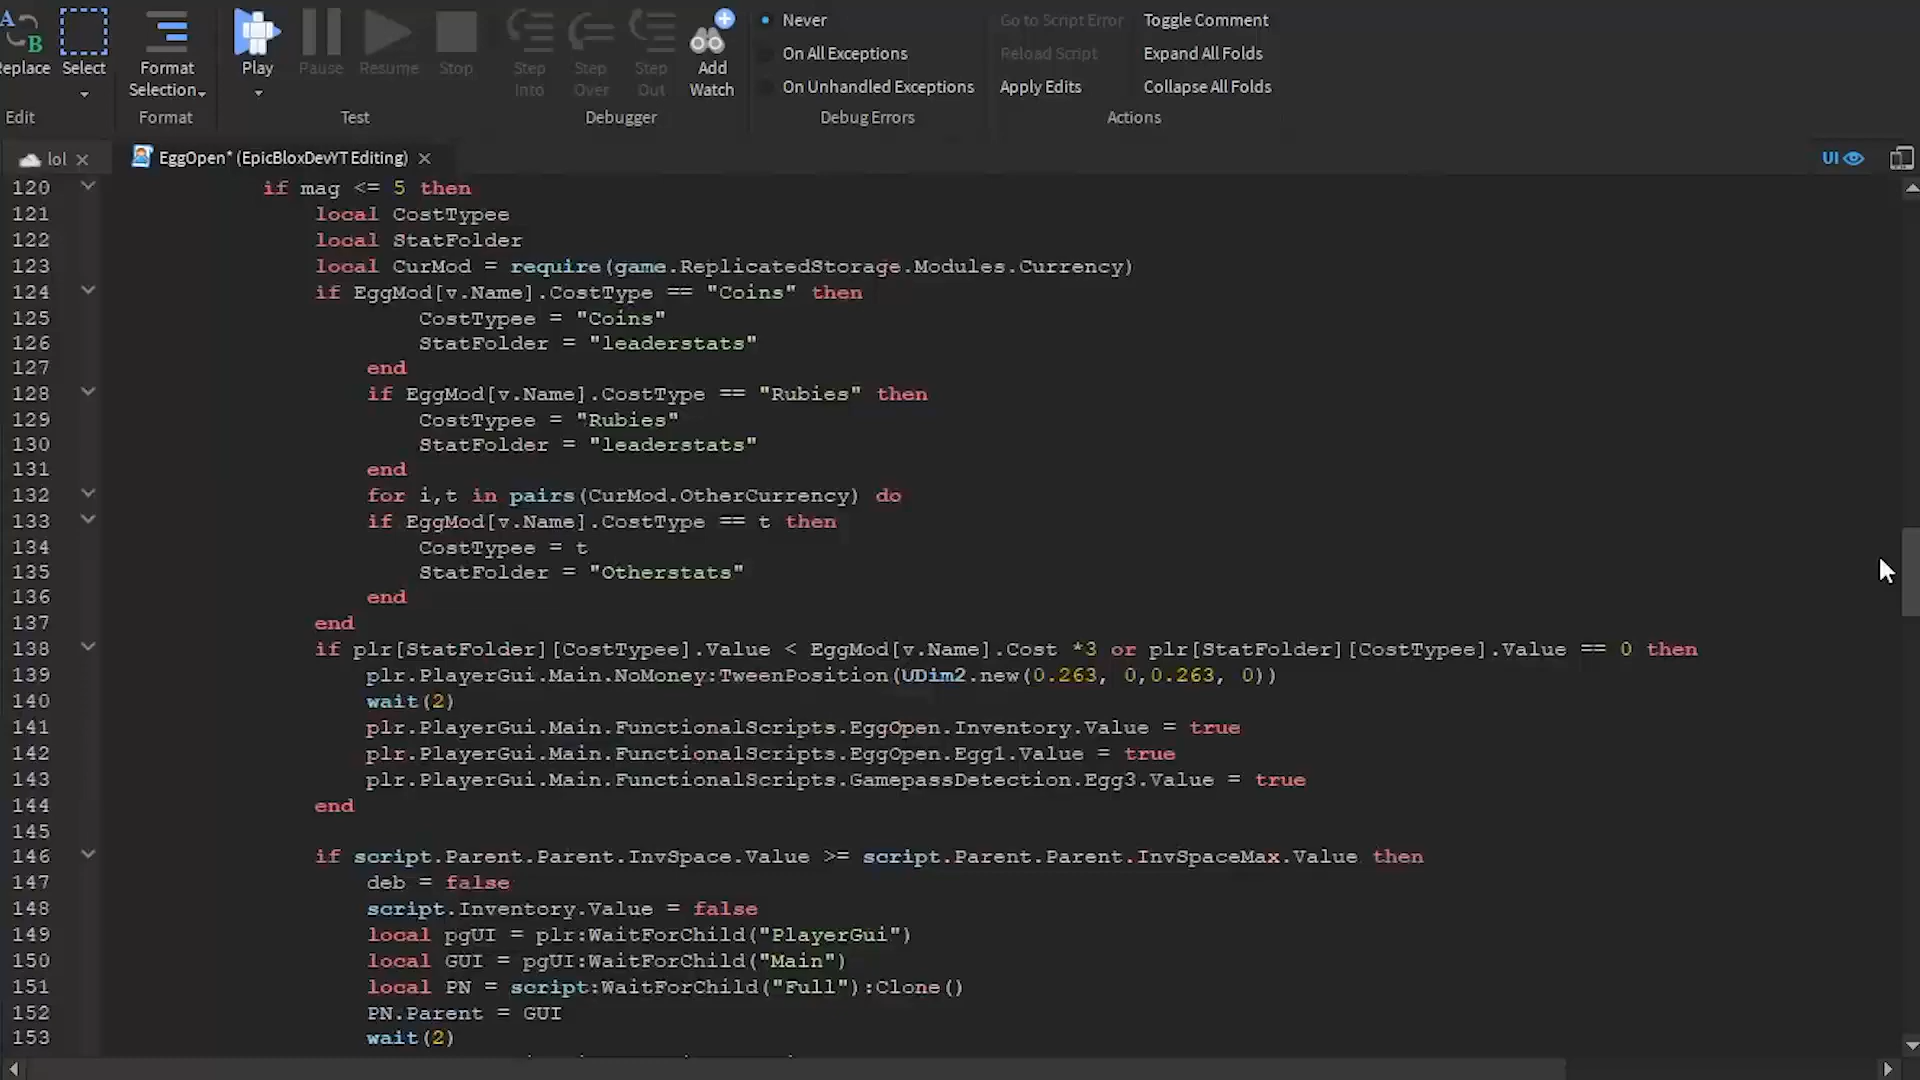 Replace
Select
Format
Selection
Play
Pause
Resume
Stop
Step
Into
Step
Over
Step
Out
Add
Watch
Never
On All Exceptions
On Unhandled Exceptions
Go to Script Error
Reload Script
Apply Edits
Toggle Comment
Expand All Folds
Collapse All Folds
Edit
Format
Test
Debugger
Debug Errors
Actions
lol
EggOpen* (EpicBloxDevYT Editing)
UI
120 if mag <= 5 then
121 local CostTypee
122 local StatFolder
123 local CurMod = require(game.ReplicatedStorage.Modules.Currency)
124 if EggMod[v.Name].CostType == "Coins" then
125 CostTypee = "Coins"
126 StatFolder = "leaderstats"
127 end
128 if EggMod[v.Name].CostType == "Rubies" then
129 CostTypee = "Rubies"
130 StatFolder = "leaderstats"
131 end
132 for i,t in pairs(CurMod.OtherCurrency) do
133 if EggMod[v.Name].CostType == t then
134 CostTypee = t
135 StatFolder = "Otherstats"
136 end
137 end
138 if plr[StatFolder][CostTypee].Value < EggMod[v.Name].Cost *3 or plr[StatFolder][CostTypee].Value == 0 then
139 plr.PlayerGui.Main.NoMoney:TweenPosition(UDim2.new(0.263, 0,0.263, 0))
140 wait(2)
141 plr.PlayerGui.Main.FunctionalScripts.EggOpen.Inventory.Value = true
142 plr.PlayerGui.Main.FunctionalScripts.EggOpen.Egg1.Value = true
143 plr.PlayerGui.Main.FunctionalScripts.GamepassDetection.Egg3.Value = true
144 end
145
146 if script.Parent.Parent.InvSpace.Value >= script.Parent.Parent.InvSpaceMax.Value then
147 deb = false
148 script.Inventory.Value = false
149 local pgUI = plr:WaitForChild("PlayerGui")
150 local GUI = pgUI:WaitForChild("Main")
151 local PN = script:WaitForChild("Full"):Clone()
152 PN.Parent = GUI
153 wait(2)